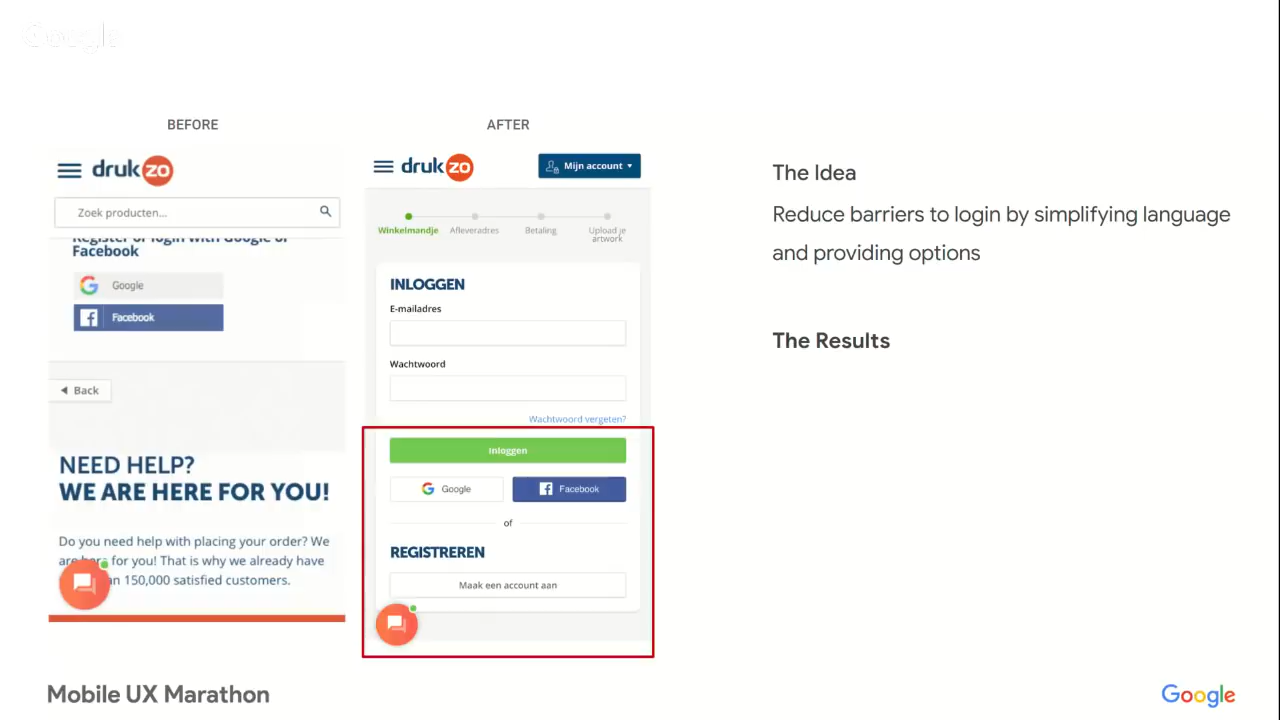 Google
BEFORE
drukzo
Zoek producten...
Register or login with Google or
Facebook
Google
Facebook
Back
NEED HELP?
WE ARE HERE FOR YOU!
Do you need help with placing your order? We
are here for you! That is why we already have
an 150,000 satisfied customers.
AFTER
drukzo
Mijn account
Winkelmandje
Afleveradres
Betaling
Upload je
artwork
INLOGGEN
E-mailadres
Wachtwoord
Wachtwoord vergeten?
Inloggen
Google
Facebook
of
REGISTREREN
Maak een account aan
The Idea
Reduce barriers to login by simplifying language
and providing options
The Results
Mobile UX Marathon
Google